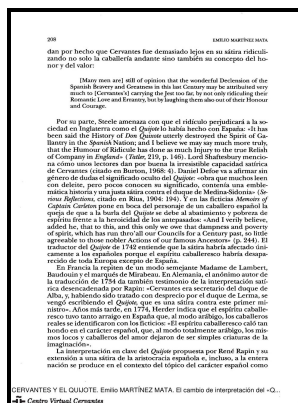 208 EMILIO MARTÍNEZ MATA
dan por hecho que Cervantes fue demasiado lejos en su sátira ridiculi-
zando no solo la caballería andante sino también su concepto del ho-
nor y del valor:
[Many men are] still of opinion that the wonderful Declension of the
Spanish Bravery and Greatness in this last Century may be attributed very
much to [Cervantes's] carrying the Jest too far, by not only ridiculing their
Romantic Love and Errantry, but by laughing them also out of their Honour
and Courage.
Por su parte, Steele amenaza con que el ridículo perjudicará a la so-
ciedad en Inglaterra como el Quijote lo había hecho con España: «It has
been said the History of Don Quixote utterly destroyed the Spirit of Ga-
llantry in the Spanish Nation; and I believe we may say much more truly,
that the Humour of Ridicule has done as much Injury to the true Relish
of Company in England» (Tatler, 219, p. 146). Lord Shaftesbury mencio-
na cómo unos lectores dan por buena la irresistible capacidad satírica
de Cervantes (citado en Burton, 1968: 4). Daniel Defoe va a afirmar sin
género de dudas el significado oculto del Quijote: «obra que muchos leen
con deleite, pero pocos conocen su significado, contenía una emble-
mática historia y una justa sátira contra el duque de Medina-Sidonia» (Se-
rious Reflections, citado en Rius, 1904: 194). Y en las ficticias Memoirs of
Captain Carleton pone en boca del personaje de un caballero español la
queja de que a la burla del Quijote se debe al abatimiento y pobreza de
espíritu frente a la heroicidad de los antepasados: «And I verily believe,
added he, that to this, and this only we owe that dampness and poverty
of spirit, which has run thro'all our Councils for a Century past, so little
agreeable to those nobler Actions of our famous Ancestors» (p. 244). El
traductor del Quijote de 1742 entiende que la sátira habría afectado úni-
camente a los españoles porque el espíritu caballeresco habría desapa-
recido de toda Europa excepto de España.
En Francia la repiten de un modo semejante Madame de Lambert,
Baudouin y el marqués de Mirabeau. En Alemania, el anónimo autor de
la traducción de 1734 da también testimonio de la interpretación satí-
rica desencadenada por Rapin: «Cervantes era secretario del duque de
Alba, y, habiendo sido tratado con desprecio por el duque de Lerma, se
vengó escribiendo el Quijote, que es una sátira contra este primer mi-
nistro». Años más tarde, en 1774, Herder indica que el espíritu caballe-
resco tuvo tanto arraigo en España que, al modo arábigo, los caballeros
reales se identificaron con los ficticios: «El espíritu caballeresco caló tan
hondo en el carácter español, que, al modo totalmente arábigo, los mis-
mos locos y caballeros del amor dejaron de ser simples criaturas de la
imaginación».
La interpretación en clave del Quijote propuesta por René Rapin y su
extensión a una sátira de la aristocracia española e, incluso, a la entera
nación se produce en el contexto del tópico del carácter español como
CERVANTES Y EL QUIJOTE. Emilio MARTÍNEZ MATA. El cambio de interpretación del «Q...
Centro Virtual Cervantes